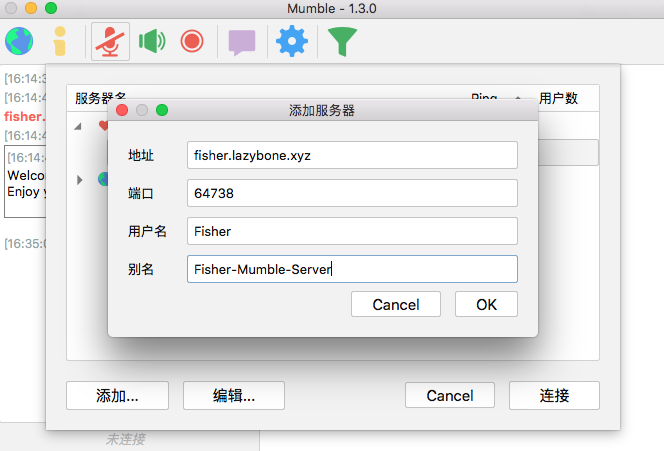 Mumble - 1.3.0
服务器名 Ping 用户数
添加服务器
地址 fisher.lazybone.xyz
端口 64738
用户名 Fisher
别名 Fisher-Mumble-Server
Cancel OK
[16:14:3
[16:14:4
fisher.
[16:14:4
[16:14:4
Welco
Enjoy y
[16:35:0
添加... 编辑... Cancel 连接
未连接